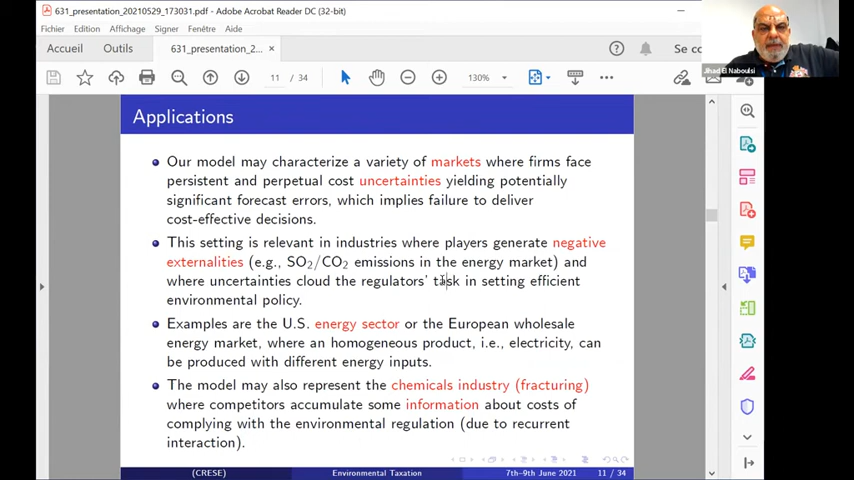 631_presentation_20210529_173031.pdf - Adobe Acrobat Reader DC (32-bit)
Fichier Edition Affichage Signer Fenêtre Aide
Accueil Outils 631_presentation_2... × Se co
11 / 34 130%
Jihad El Naboulsi
Applications
Our model may characterize a variety of markets where firms face
persistent and perpetual cost uncertainties yielding potentially
significant forecast errors, which implies failure to deliver
cost-effective decisions.
This setting is relevant in industries where players generate negative
externalities (e.g., SO2/CO2 emissions in the energy market) and
where uncertainties cloud the regulators' task in setting efficient
environmental policy.
Examples are the U.S. energy sector or the European wholesale
energy market, where an homogeneous product, i.e., electricity, can
be produced with different energy inputs.
The model may also represent the chemicals industry (fracturing)
where competitors accumulate some information about costs of
complying with the environmental regulation (due to recurrent
interaction).
(CRESE) Environmental Taxation 7th-9th June 2021 11 / 34